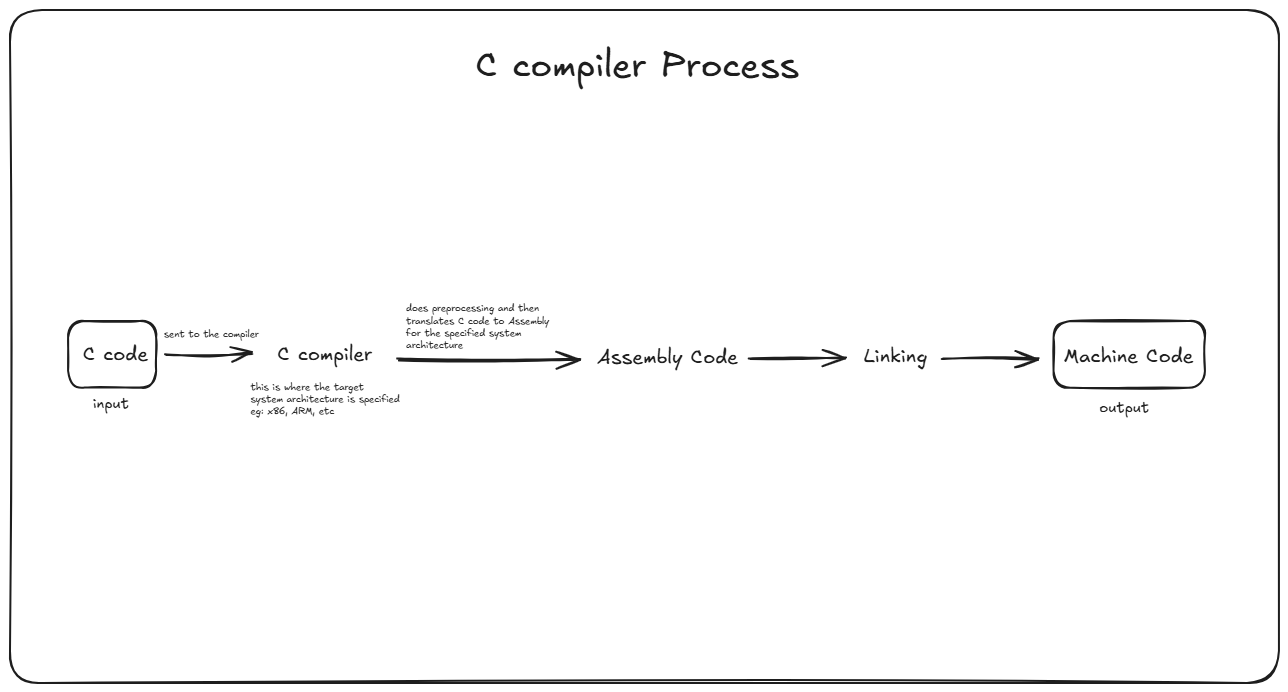 C compiler Process
does preprocessing and then
translates C code to Assembly
for the specified system
architecture
sent to the compiler
C code
C compiler
Assembly Code
Linking
Machine Code
input
this is where the target
system architecture is specified
eg: x86, ARM, etc
output